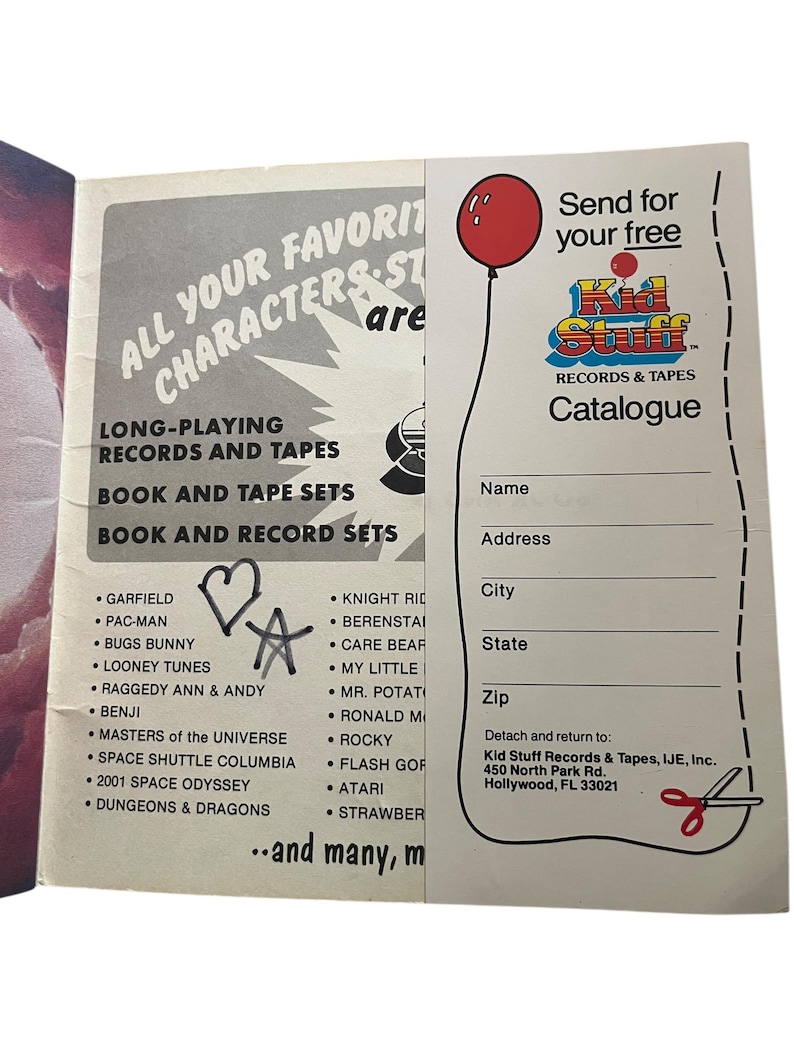 ALL YOUR FAVORIT
CHARACTERS·ST
are
LONG-PLAYING
RECORDS AND TAPES
BOOK AND TAPE SETS
BOOK AND RECORD SETS
• GARFIELD
• PAC-MAN
• BUGS BUNNY
• LOONEY TUNES
• RAGGEDY ANN & ANDY
• BENJI
• MASTERS of the UNIVERSE
• SPACE SHUTTLE COLUMBIA
• 2001 SPACE ODYSSEY
• DUNGEONS & DRAGONS
• KNIGHT RID
• BERENSTA
• CARE BEAR
• MY LITTLE
• MR. POTAT
• RONALD M
• ROCKY
• FLASH GOR
• ATARI
• STRAWBER
..and many, m
Send for
your free
Kid
Stuff™
RECORDS & TAPES
Catalogue
Name
Address
City
State
Zip
Detach and return to:
Kid Stuff Records & Tapes, IJE, Inc.
450 North Park Rd.
Hollywood, FL 33021